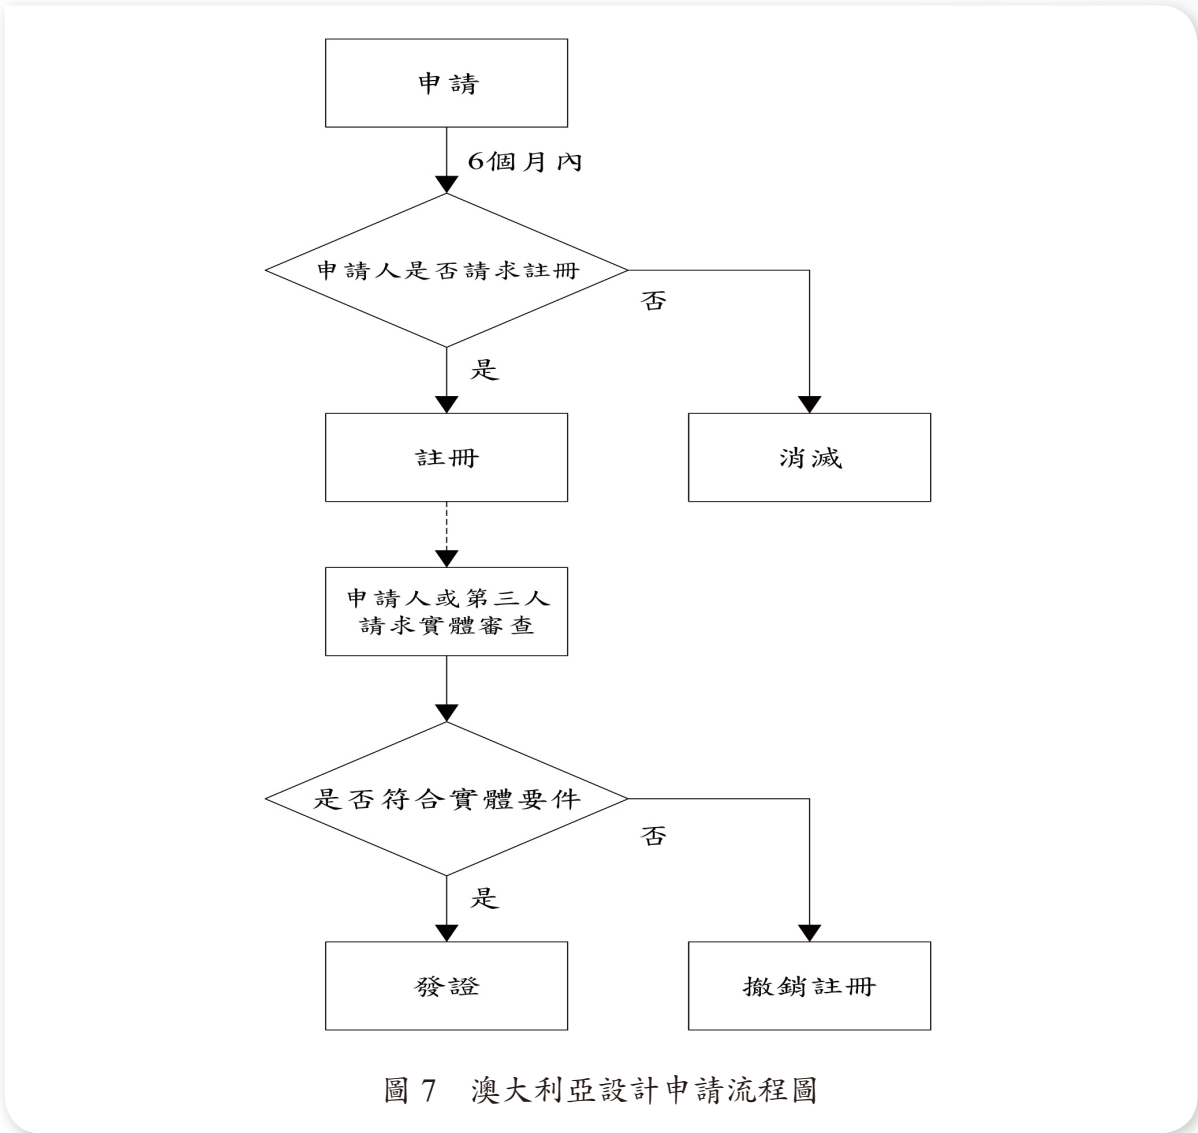 申請
6個月內
申請人是否請求註冊
否
是
註冊
消滅
申請人或第三人
請求實體審查
是否符合實體要件
否
是
發證
撤銷註冊
圖 7　澳大利亞設計申請流程圖